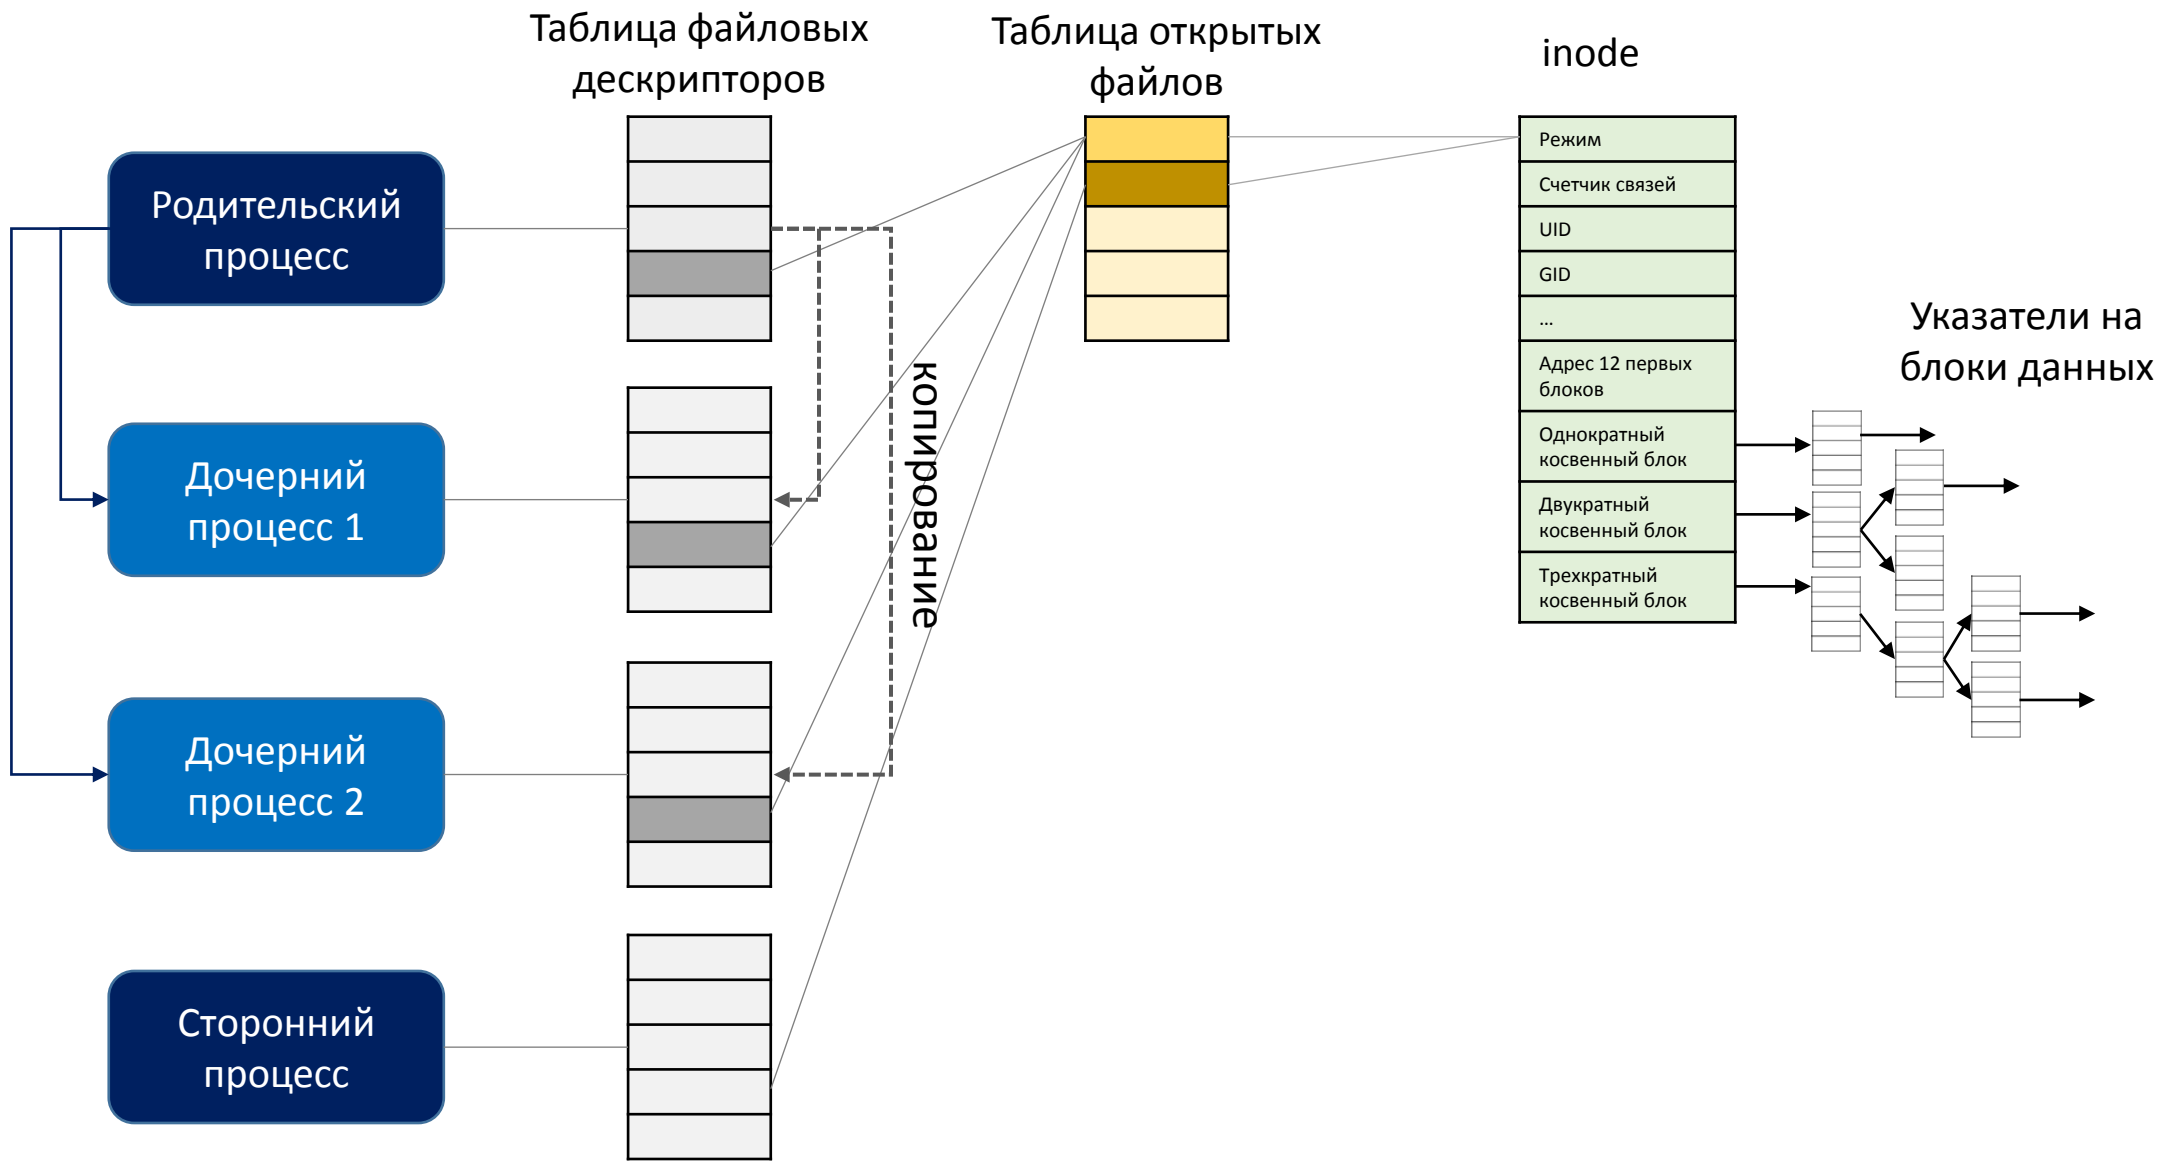 Таблица файловых
дескрипторов
Таблица открытых
файлов
inode
Родительский
процесс
Дочерний
процесс 1
Дочерний
процесс 2
Сторонний
процесс
копирование
Режим
Счетчик связей
UID
GID
...
Адрес 12 первых
блоков
Однократный
косвенный блок
Двукратный
косвенный блок
Трехкратный
косвенный блок
Указатели на
блоки данных